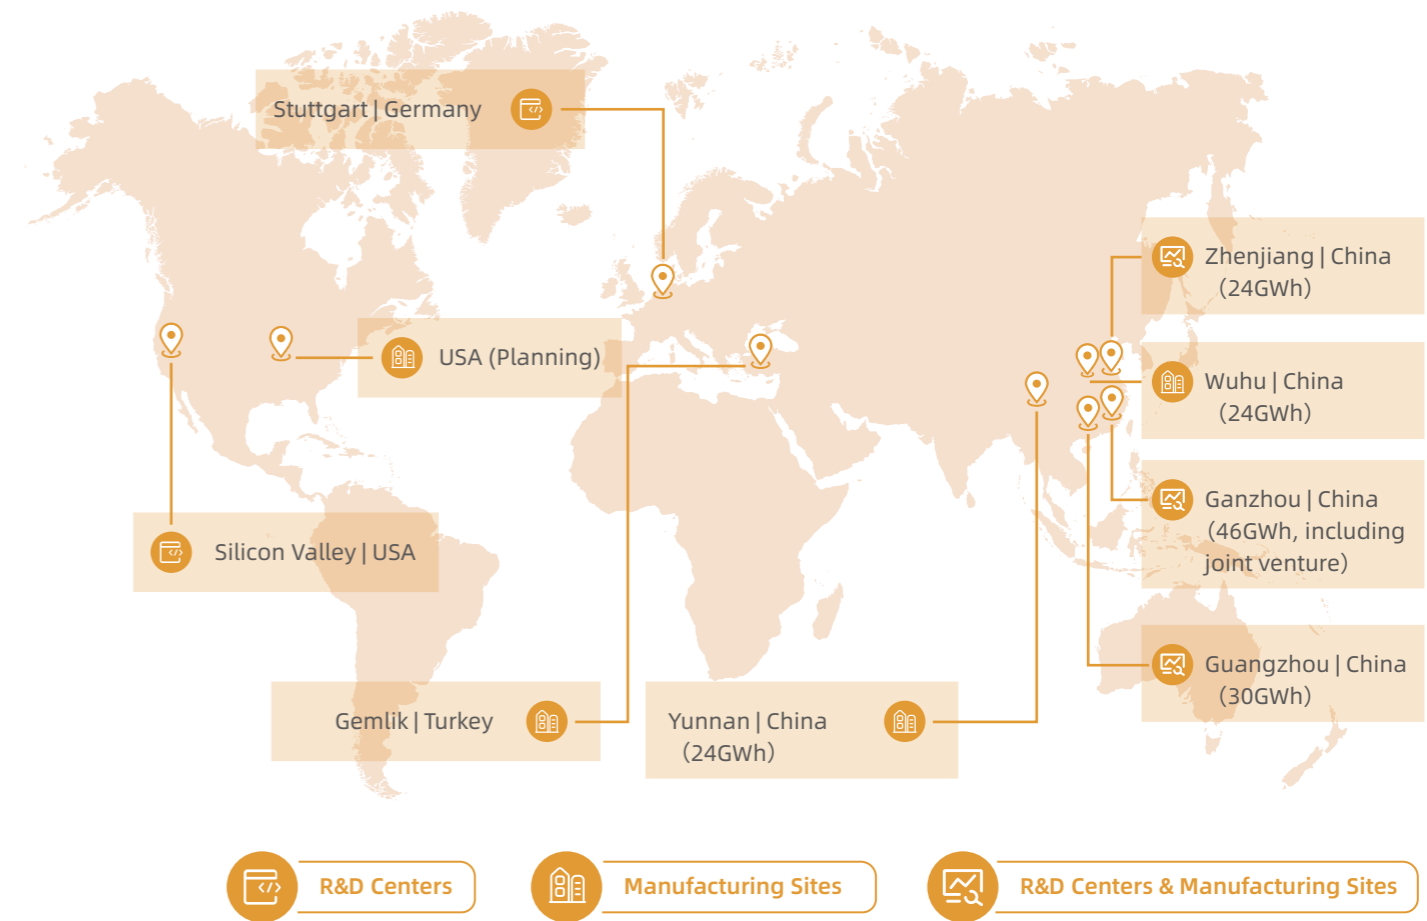 Stuttgart | Germany
Zhenjiang | China
（24GWh）
USA (Planning)
Wuhu | China
（24GWh）
Ganzhou | China
（46GWh, including
joint venture）
Silicon Valley | USA
Guangzhou | China
（30GWh）
Gemlik | Turkey
Yunnan | China
（24GWh）
R&D Centers
Manufacturing Sites
R&D Centers & Manufacturing Sites